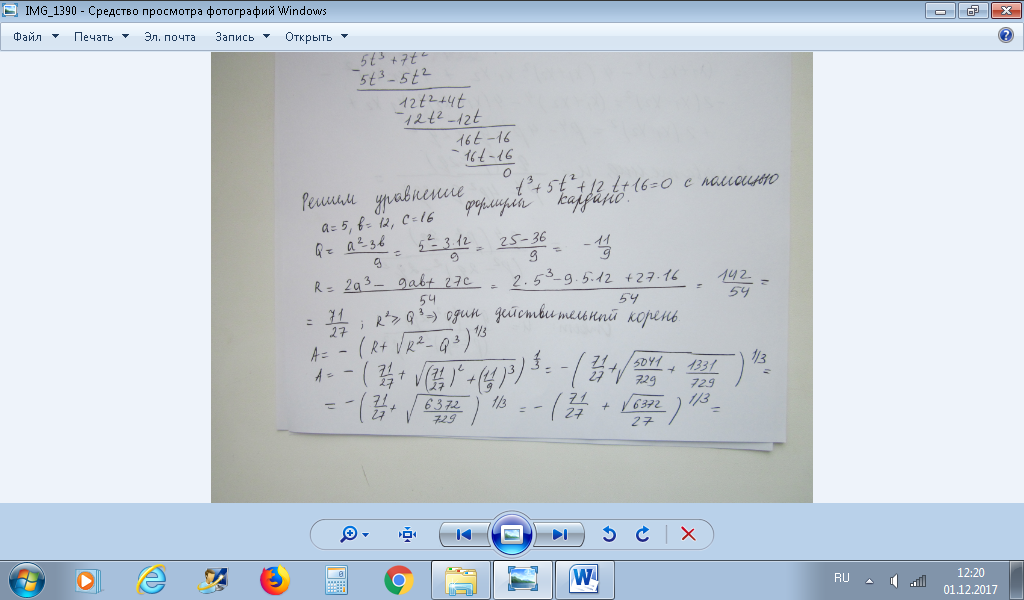 IMG_1390 - Средство просмотра фотографий Windows
Файл Печать Эл. почта Запись Открыть
5t³ + 7t²
- 5t³ - 5t²
12t² + 4t
- 12t² - 12t
16t - 16
- 16t - 16
0
Решим уравнение t³ + 5t² + 12t + 16 = 0 с помощью
формулы кардано.
a = 5, b = 12, c = 16
Q = (a² - 3b)/9 = (5² - 3·12)/9 = (25 - 36)/9 = -11/9
R = (2a³ - 9ab + 27c)/54 = (2·5³ - 9·5·12 + 27·16)/54 = 142/54 =
= 71/27 ; R² ≥ Q³ ⇒ один действительный корень
A = -(R + √(R² - Q³))^1/3
A = -(71/27 + √((71/27)² + (11/9)³))^1/3 = -(71/27 + √(5041/729 + 1331/729))^1/3 =
= -(71/27 + √(6372/729))^1/3 = -(71/27 + √6372/27)^1/3 =
RU
12:20
01.12.2017